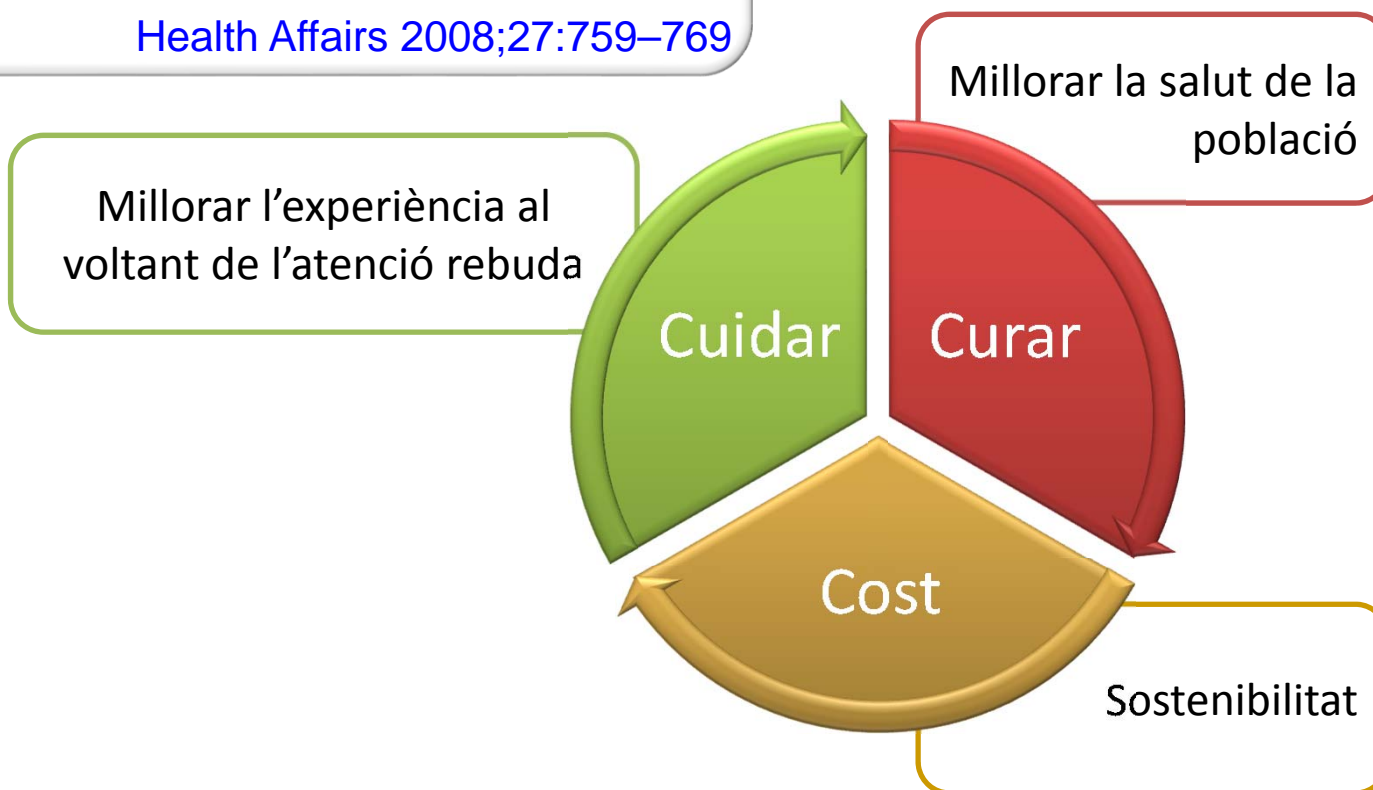 Health Affairs 2008;27:759–769
Millorar la salut de la
població
Millorar l’experiència al
voltant de l’atenció rebuda
Cuidar
Curar
Cost
Sostenibilitat